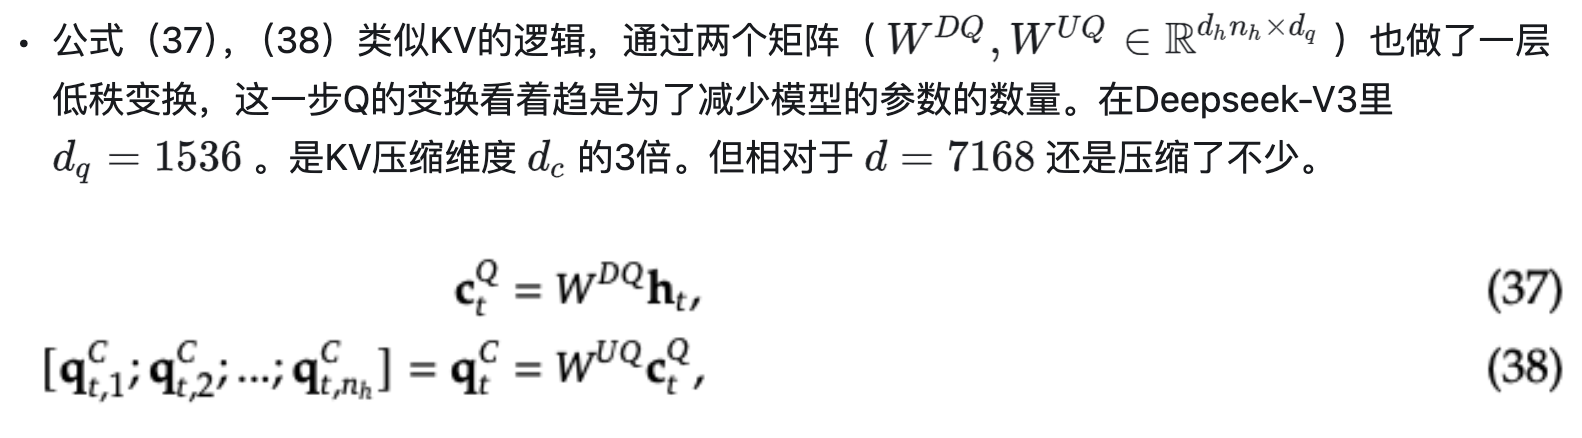 • 公式（37），（38）类似KV的逻辑，通过两个矩阵（ $W^{DQ}, W^{UQ} \in \mathbb{R}^{d_h n_h \times d_q}$ ）也做了一层
低秩变换，这一步Q的变换看着趋是为了减少模型的参数的数量。在Deepseek-V3里
$d_q = 1536$ 。是KV压缩维度 $d_c$ 的3倍。但相对于 $d = 7168$ 还是压缩了不少。
$\mathbf{c}_t^Q = W^{DQ}\mathbf{h}_t,$ (37)
$[\mathbf{q}_{t,1}^C; \mathbf{q}_{t,2}^C; ...; \mathbf{q}_{t,n_h}^C] = \mathbf{q}_t^C = W^{UQ}\mathbf{c}_t^Q,$ (38)